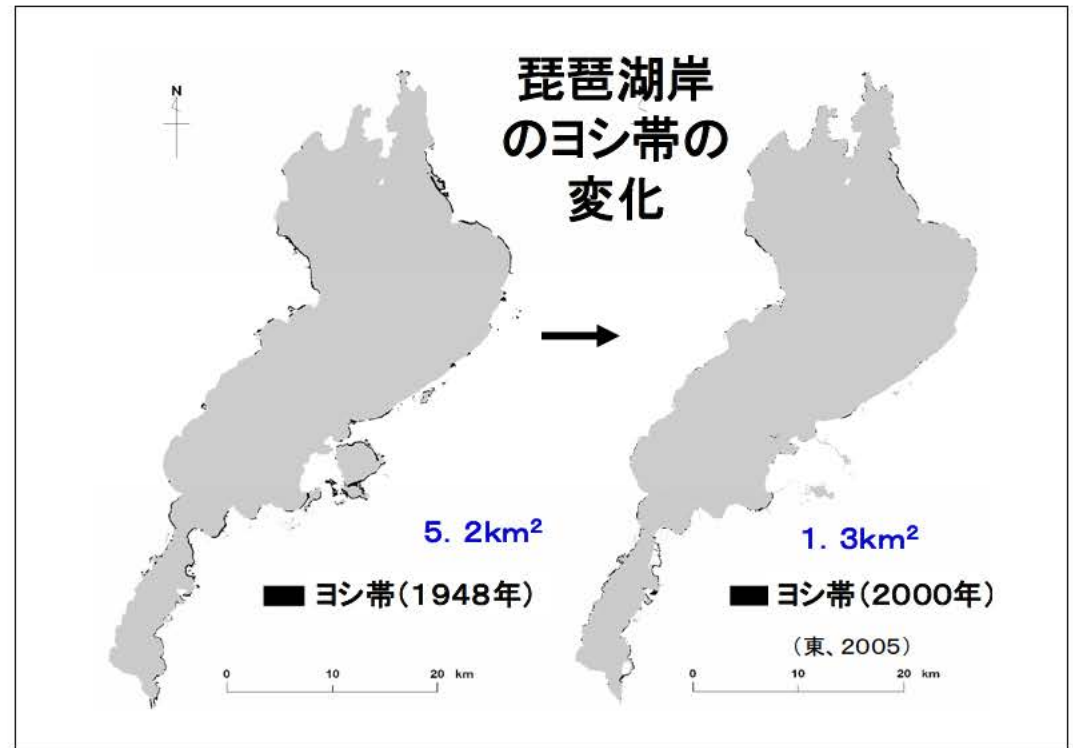 琵琶湖岸
のヨシ帯の
変化
N
5. 2km²
ヨシ帯(1948年)
0 10 20 km
1. 3km²
ヨシ帯(2000年)
(東、2005)
0 10 20 km